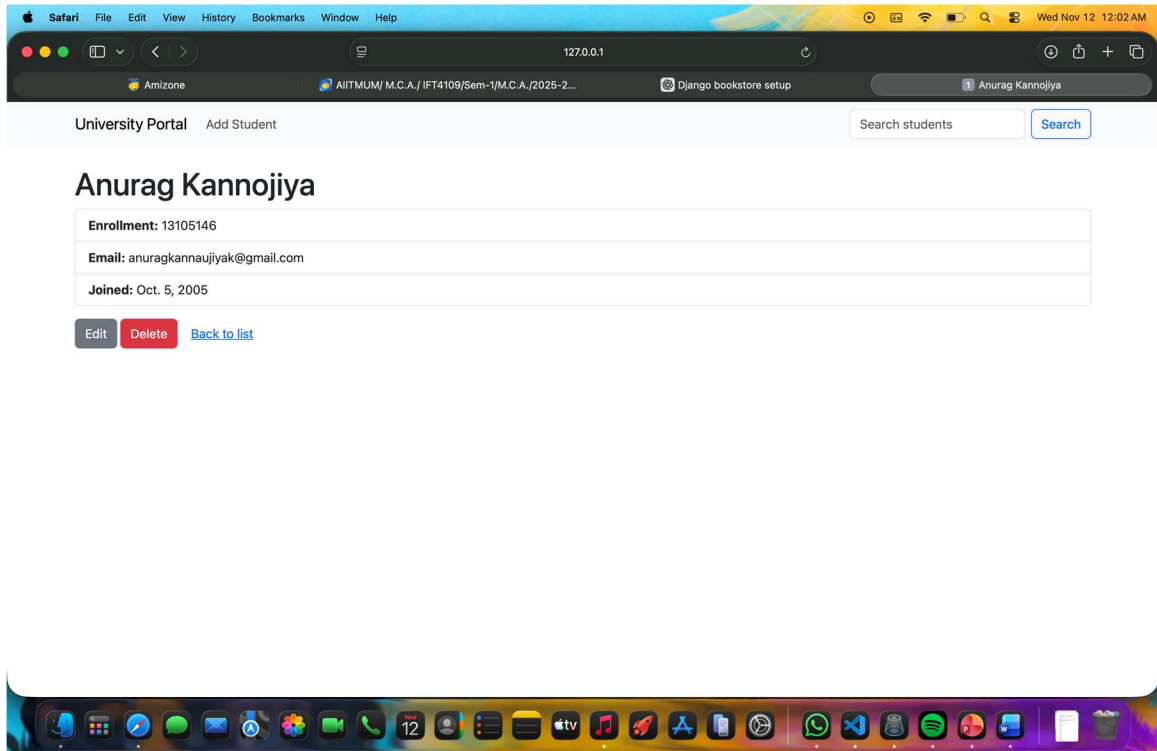 Safari File Edit View History Bookmarks Window Help Wed Nov 12 12:02 AM
127.0.0.1
Amizone AIITMUM/ M.C.A./ IFT4109/Sem-1/M.C.A./2025-2... Django bookstore setup 1 Anurag Kannojiya
University Portal Add Student Search students Search
Anurag Kannojiya
Enrollment: 13105146
Email: anuragkannaujiyak@gmail.com
Joined: Oct. 5, 2005
Edit Delete Back to list
Wed
12
tv